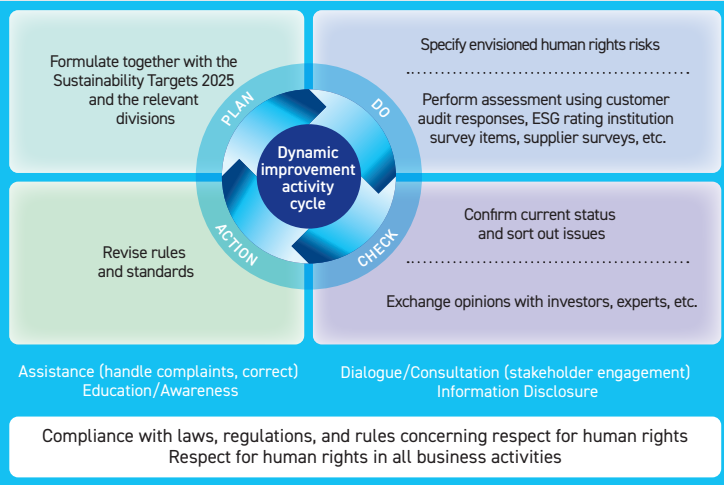 Formulate together with the
Sustainability Targets 2025
and the relevant
divisions
Specify envisioned human rights risks
Perform assessment using customer
audit responses, ESG rating institution
survey items, supplier surveys, etc.
PLAN
DO
Dynamic
improvement
activity
cycle
ACTION
CHECK
Revise rules
and standards
Confirm current status
and sort out issues
Exchange opinions with investors, experts, etc.
Assistance (handle complaints, correct)
Education/Awareness
Dialogue/Consultation (stakeholder engagement)
Information Disclosure
Compliance with laws, regulations, and rules concerning respect for human rights
Respect for human rights in all business activities